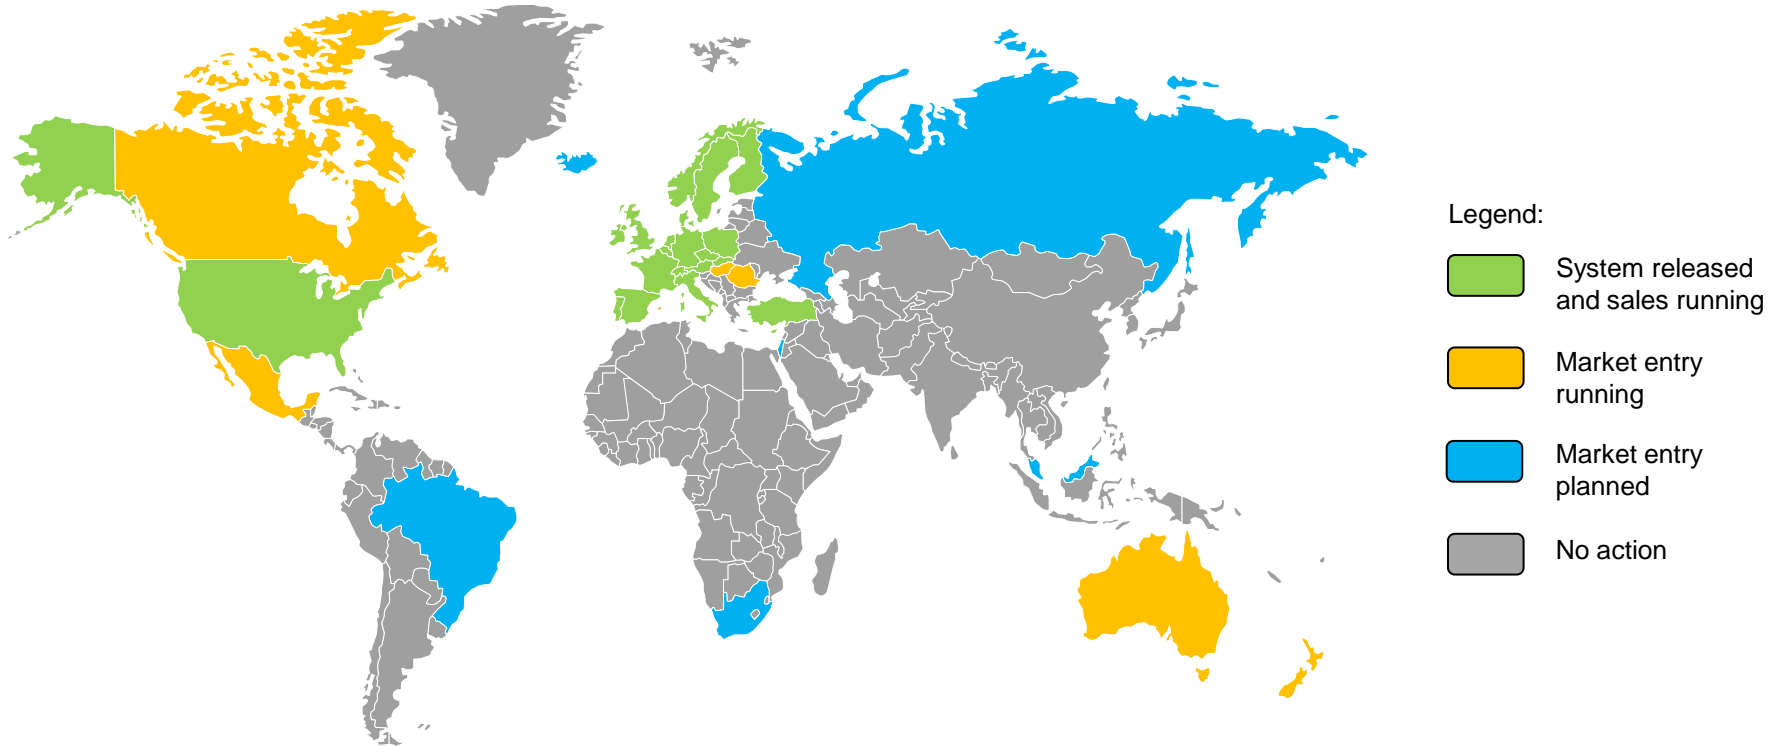 Legend:
System released
and sales running
Market entry
running
Market entry
planned
No action